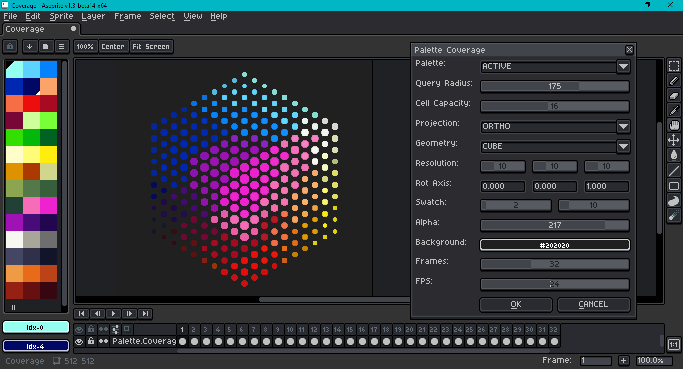 Coverage - Aseprite v1.3-beta14-x64
File Edit Sprite Layer Frame Select View Help
Coverage
100% Center Fit Screen
Palette Coverage
Palette: ACTIVE
Query Radius: 175
Cell Capacity: 16
Projection: ORTHO
Geometry: CUBE
Resolution: 10 10 10
Rot Axis: 0.000 0.000 1.000
Swatch: 2 10
Alpha: 217
Background: #202020
Frames: 32
FPS: 24
OK CANCEL
Idx-0
Idx-4
1 2 3 4 5 6 7 8 9 10 11 12 13 14 15 16 17 18 19 20 21 22 23 24 25 26 27 28 29 30 31 32
Palette.Coverag
1:1
Coverage 512 512
Frame: 1 + 100.0%